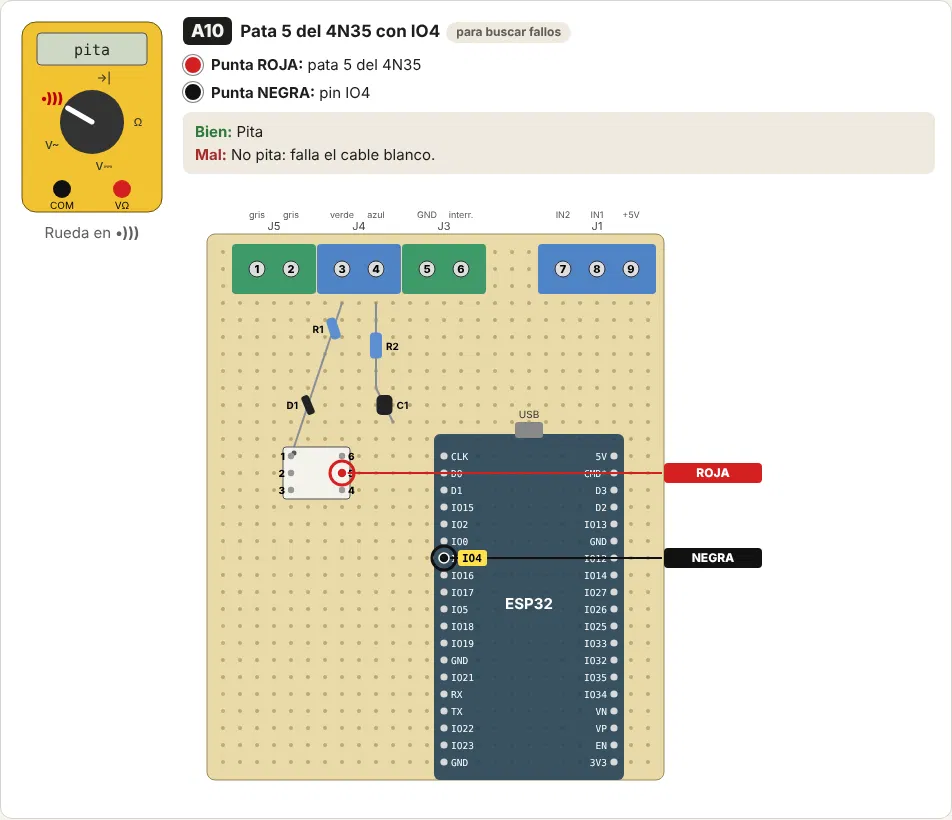 pita
A10 Pata 5 del 4N35 con IO4 para buscar fallos
Punta ROJA: pata 5 del 4N35
Punta NEGRA: pin IO4
Bien: Pita
Mal: No pita: falla el cable blanco.
•)))
Ω
V~
V⎓
COM VΩ
Rueda en •)))
gris gris verde azul GND interr. IN2 IN1 +5V
J5 J4 J3 J1
1 2 3 4 5 6 7 8 9
R1
R2
D1 C1
USB
1 6
2
3 4
CLK 5V
D0 CMD*
D1 D3
IO15 D2
IO2 IO13
IO0 GND
IO4 IO12
IO16 IO14
IO17 IO27
IO5 IO26
IO18 IO25
IO19 IO33
GND IO32
IO21 IO35
RX IO34
TX VN
IO22 VP
IO23 EN
GND 3V3
ESP32
ROJA
NEGRA